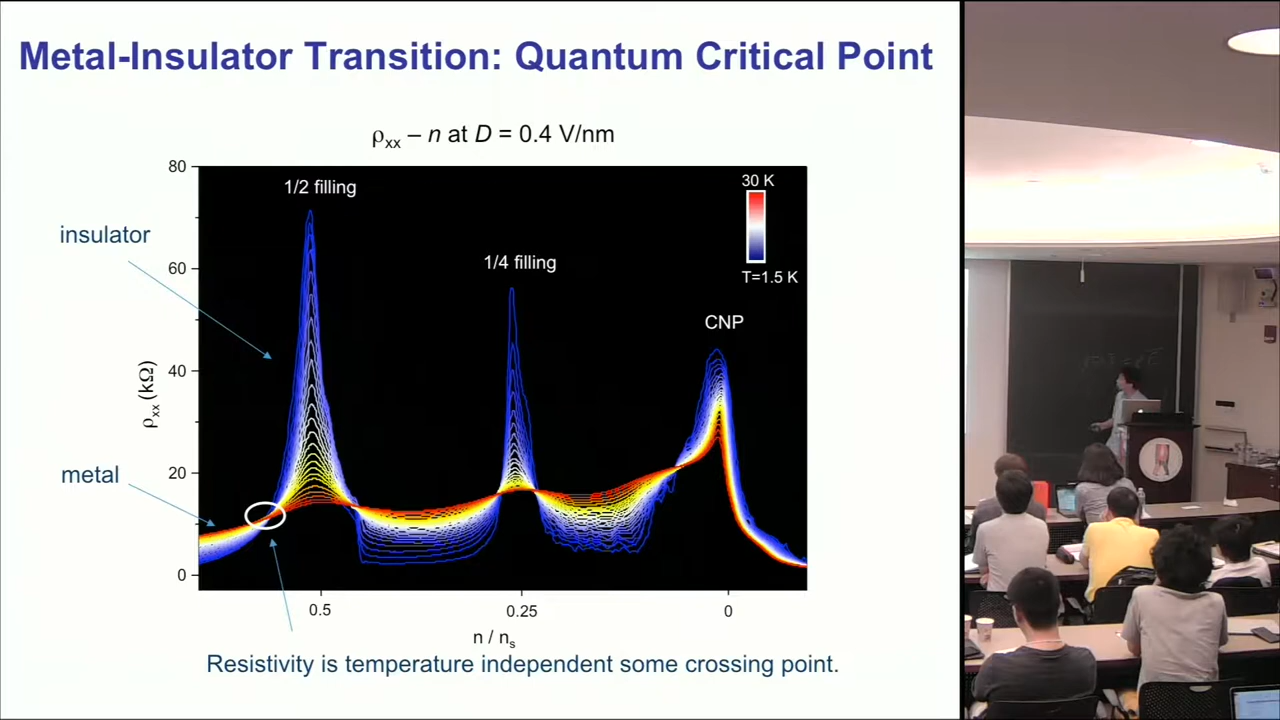 Metal-Insulator Transition: Quantum Critical Point
ρxx – n at D = 0.4 V/nm
80
60
40
20
0
ρxx (kΩ)
1/2 filling
1/4 filling
CNP
30 K
T=1.5 K
insulator
metal
0.5
0.25
0
n / ns
Resistivity is temperature independent some crossing point.